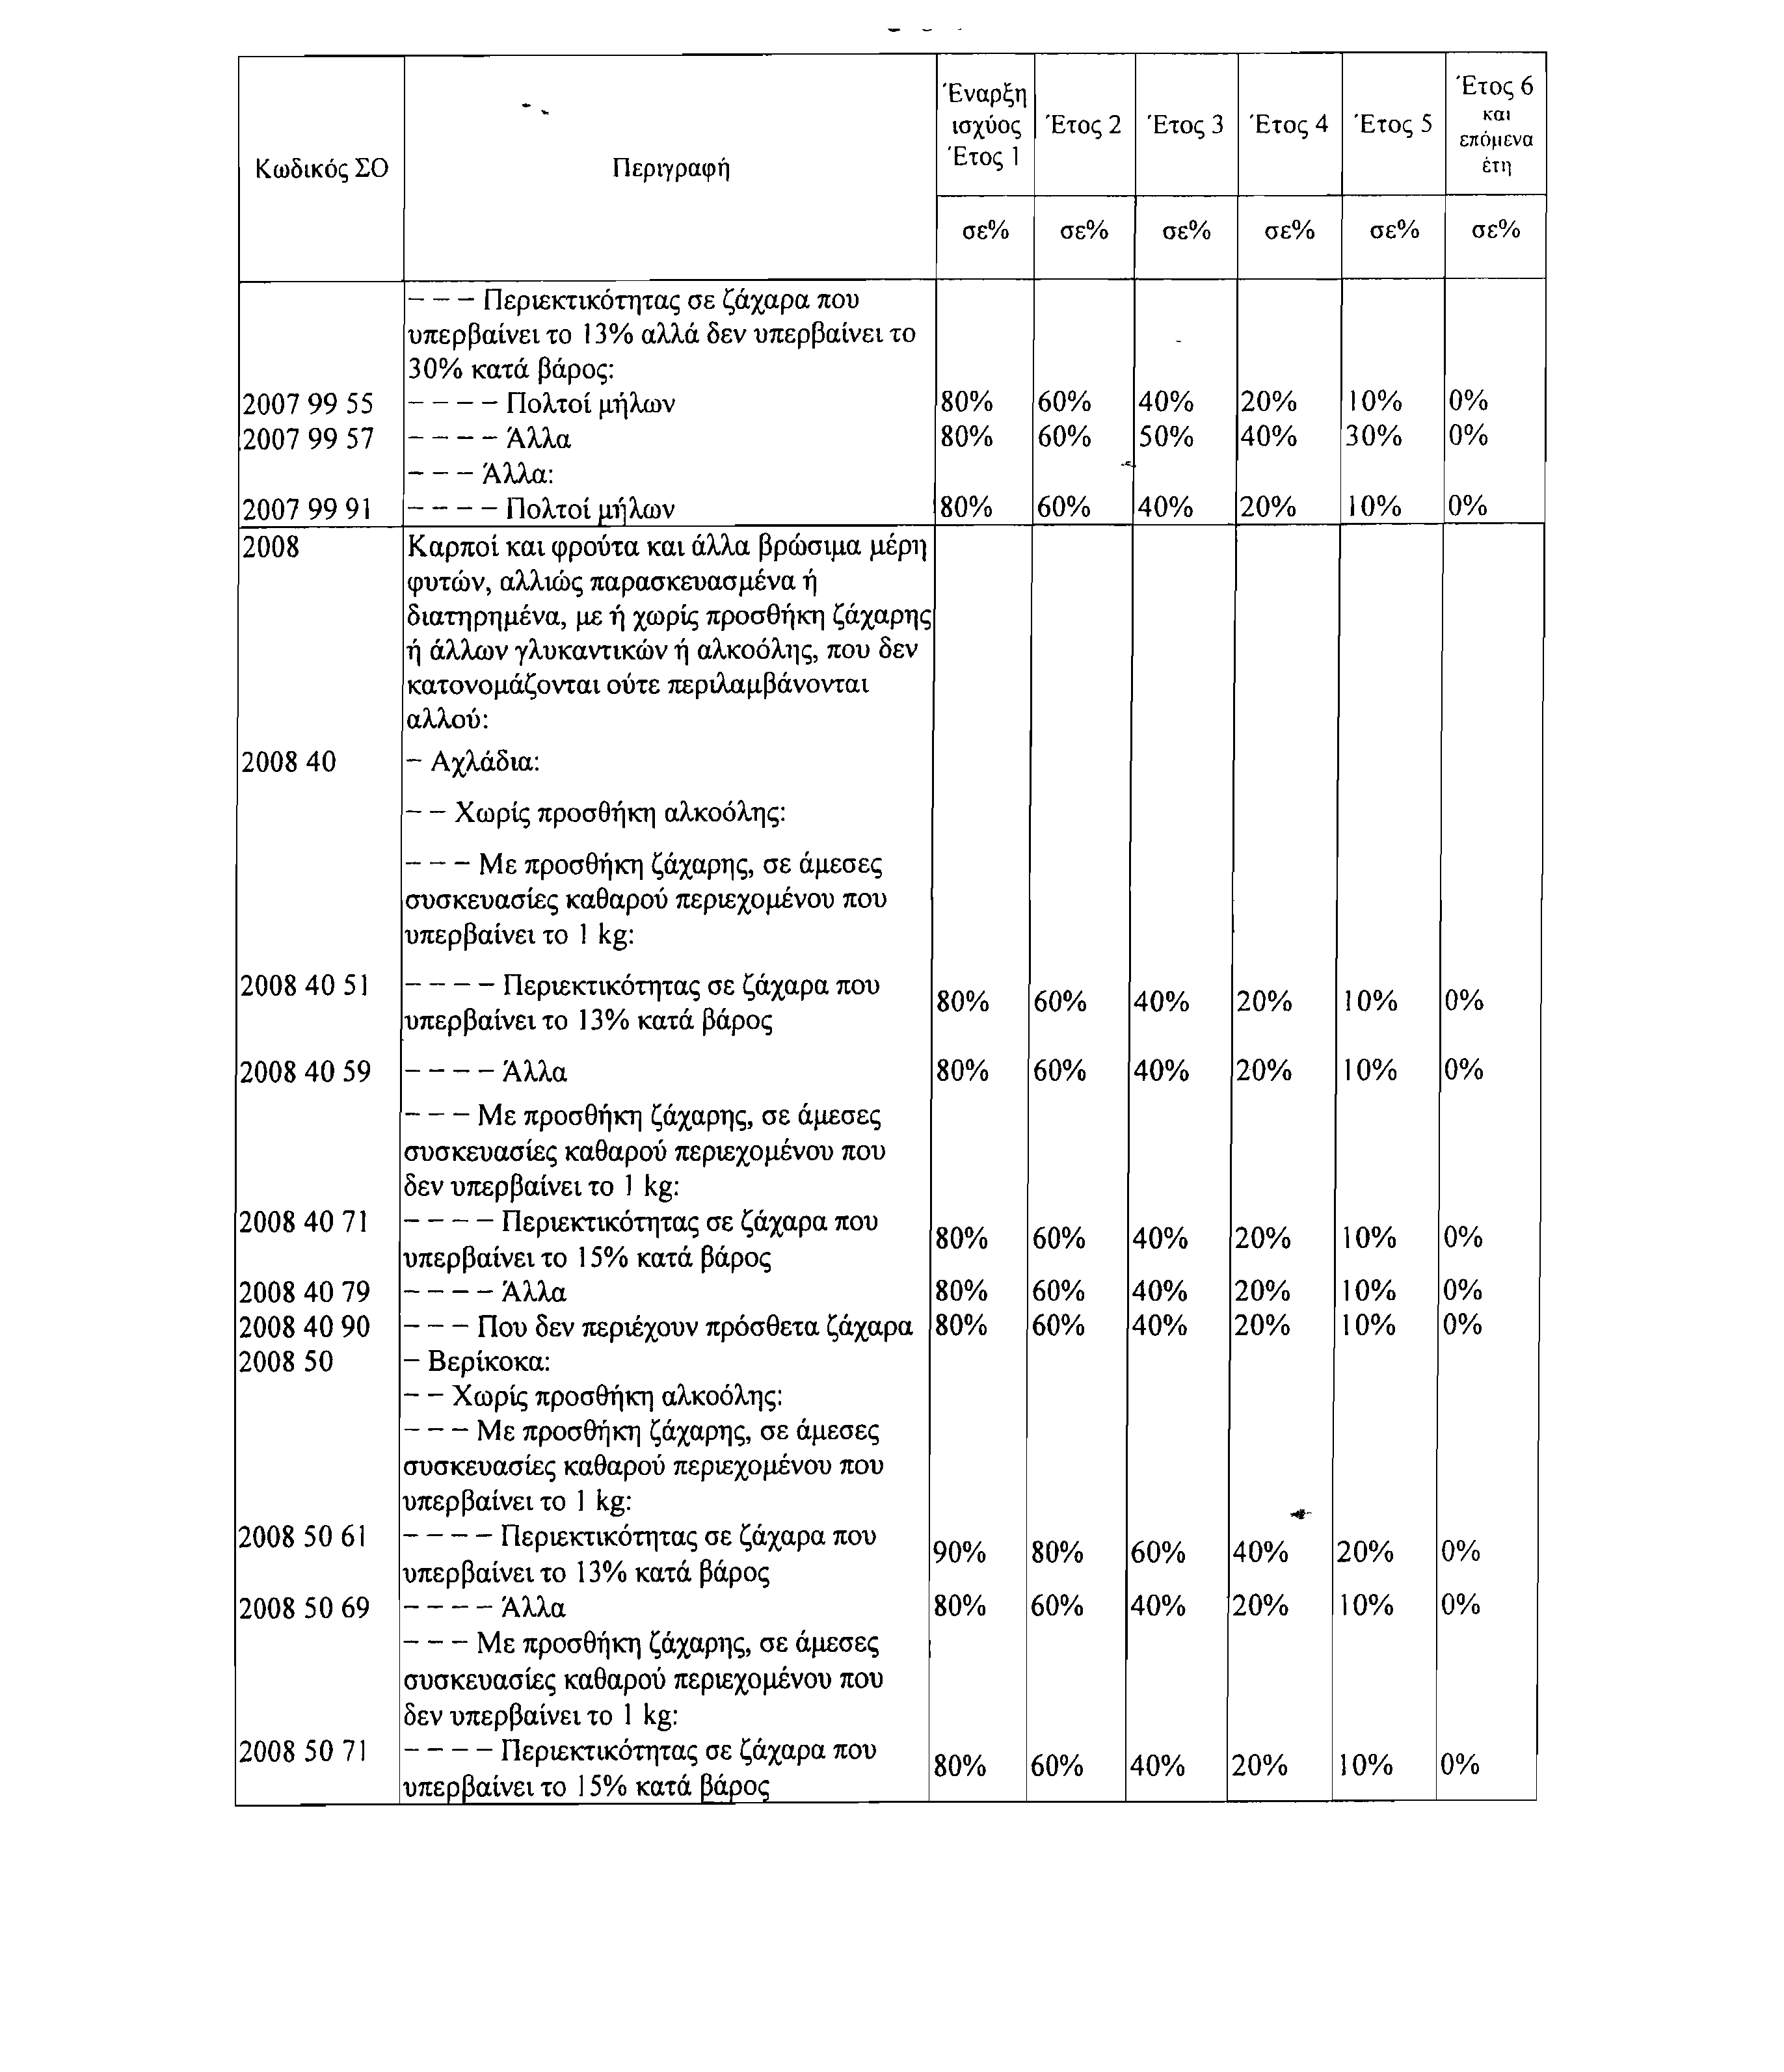 Κωδικός ΣΟ Περιγραφή Έναρξη ισχύος Έτος 1 Έτος 2 Έτος 3 Έτος 4 Έτος 5 Έτος 6 και επόμενα έτη
σε% σε% σε% σε% σε% σε%
– – – Περιεκτικότητας σε ζάχαρα που
υπερβαίνει το 13% αλλά δεν υπερβαίνει το
30% κατά βάρος:
2007 99 55 – – – – Πολτοί μήλων 80% 60% 40% 20% 10% 0%
2007 99 57 – – – – Άλλα 80% 60% 50% 40% 30% 0%
– – – Άλλα:
2007 99 91 – – – – Πολτοί μήλων 80% 60% 40% 20% 10% 0%
2008 Καρποί και φρούτα και άλλα βρώσιμα μέρη
φυτών, αλλιώς παρασκευασμένα ή
διατηρημένα, με ή χωρίς προσθήκη ζάχαρης
ή άλλων γλυκαντικών ή αλκοόλης, που δεν
κατονομάζονται ούτε περιλαμβάνονται
αλλού:
2008 40 – Αχλάδια:
– – Χωρίς προσθήκη αλκοόλης:
– – – Με προσθήκη ζάχαρης, σε άμεσες
συσκευασίες καθαρού περιεχομένου που
υπερβαίνει το 1 kg:
2008 40 51 – – – – Περιεκτικότητας σε ζάχαρα που
υπερβαίνει το 13% κατά βάρος 80% 60% 40% 20% 10% 0%
2008 40 59 – – – – Άλλα 80% 60% 40% 20% 10% 0%
– – – Με προσθήκη ζάχαρης, σε άμεσες
συσκευασίες καθαρού περιεχομένου που
δεν υπερβαίνει το 1 kg:
2008 40 71 – – – – Περιεκτικότητας σε ζάχαρα που
υπερβαίνει το 15% κατά βάρος 80% 60% 40% 20% 10% 0%
2008 40 79 – – – – Άλλα 80% 60% 40% 20% 10% 0%
2008 40 90 – – – Που δεν περιέχουν πρόσθετα ζάχαρα 80% 60% 40% 20% 10% 0%
2008 50 – Βερίκοκα:
– – Χωρίς προσθήκη αλκοόλης:
– – – Με προσθήκη ζάχαρης, σε άμεσες
συσκευασίες καθαρού περιεχομένου που
υπερβαίνει το 1 kg:
2008 50 61 – – – – Περιεκτικότητας σε ζάχαρα που
υπερβαίνει το 13% κατά βάρος 90% 80% 60% 40% 20% 0%
2008 50 69 – – – – Άλλα 80% 60% 40% 20% 10% 0%
– – – Με προσθήκη ζάχαρης, σε άμεσες
συσκευασίες καθαρού περιεχομένου που
δεν υπερβαίνει το 1 kg:
2008 50 71 – – – – Περιεκτικότητας σε ζάχαρα που
υπερβαίνει το 15% κατά βάρος 80% 60% 40% 20% 10% 0%